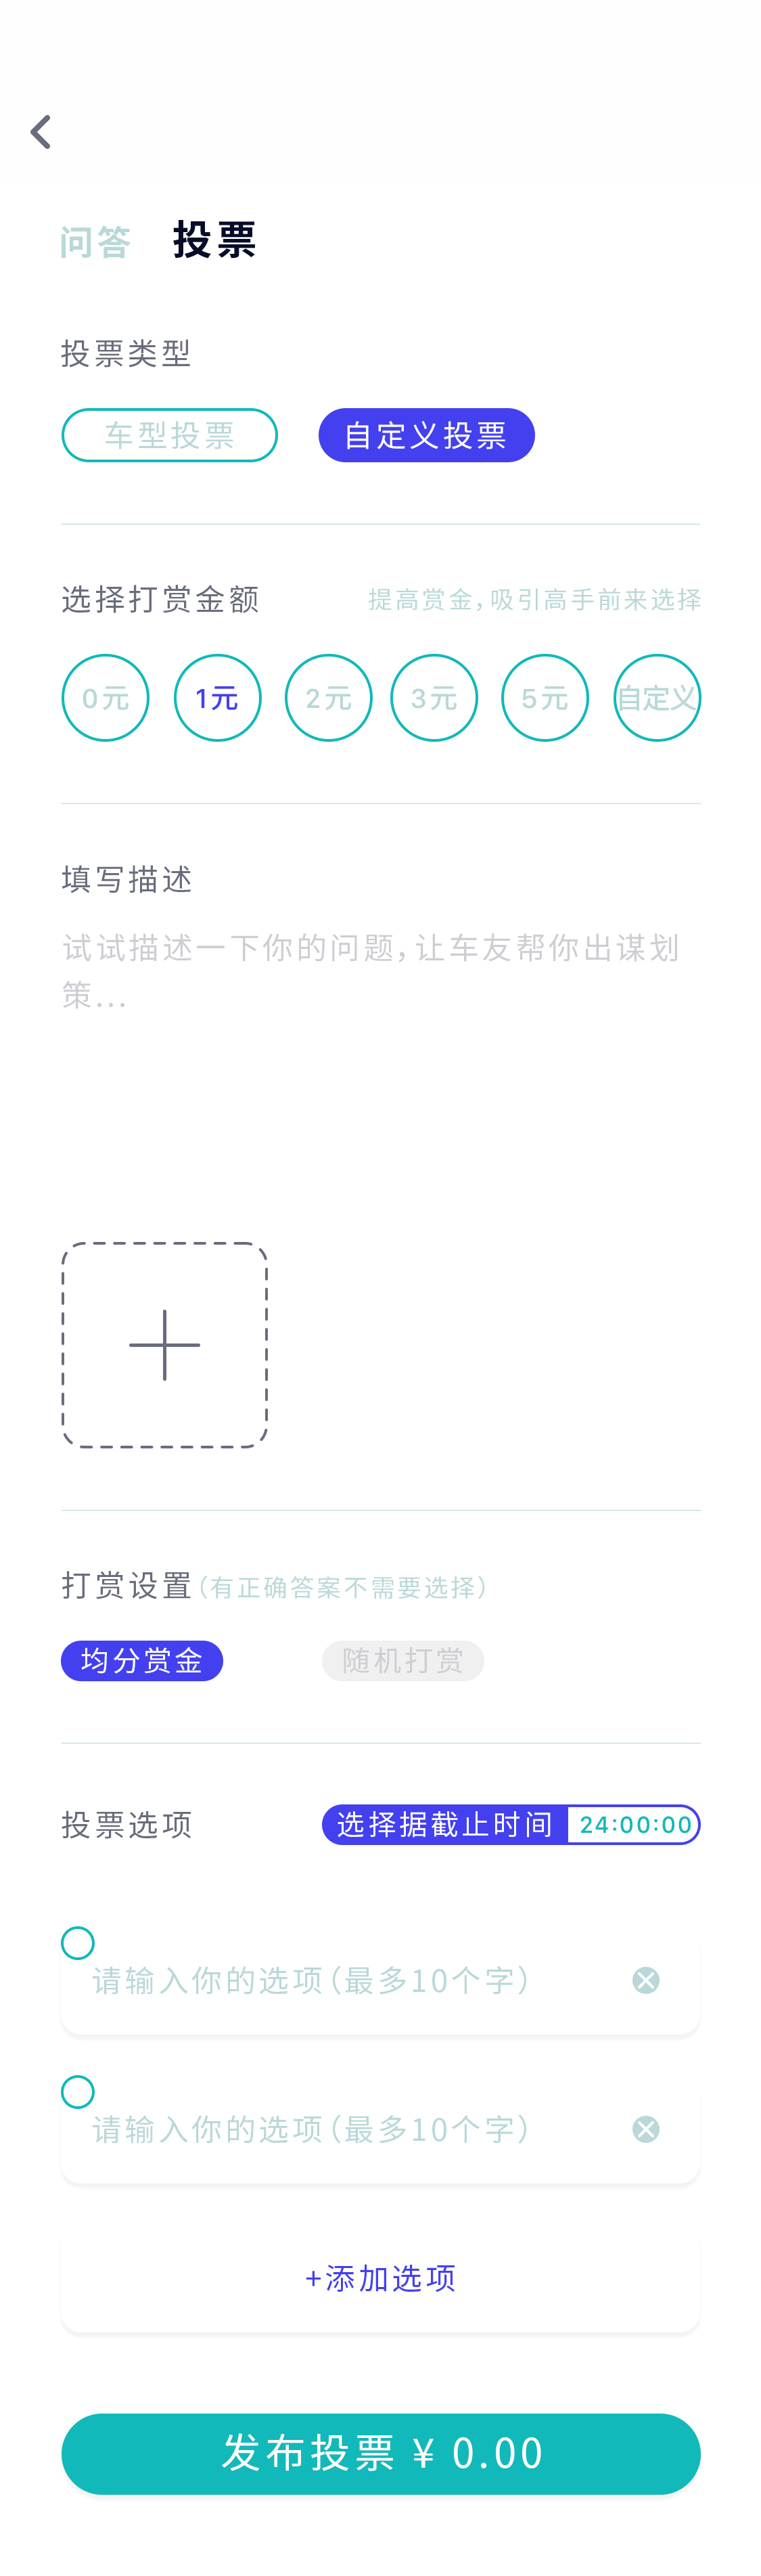 问答 投票
投票类型
车型投票 自定义投票
选择打赏金额 提高赏金，吸引高手前来选择
0元 1元 2元 3元 5元 自定义
填写描述
试试描述一下你的问题，让车友帮你出谋划
策...
打赏设置（有正确答案不需要选择）
均分赏金 随机打赏
投票选项 选择据截止时间 24:00:00
请输入你的选项（最多10个字）
请输入你的选项（最多10个字）
+添加选项
发布投票 ¥ 0.00